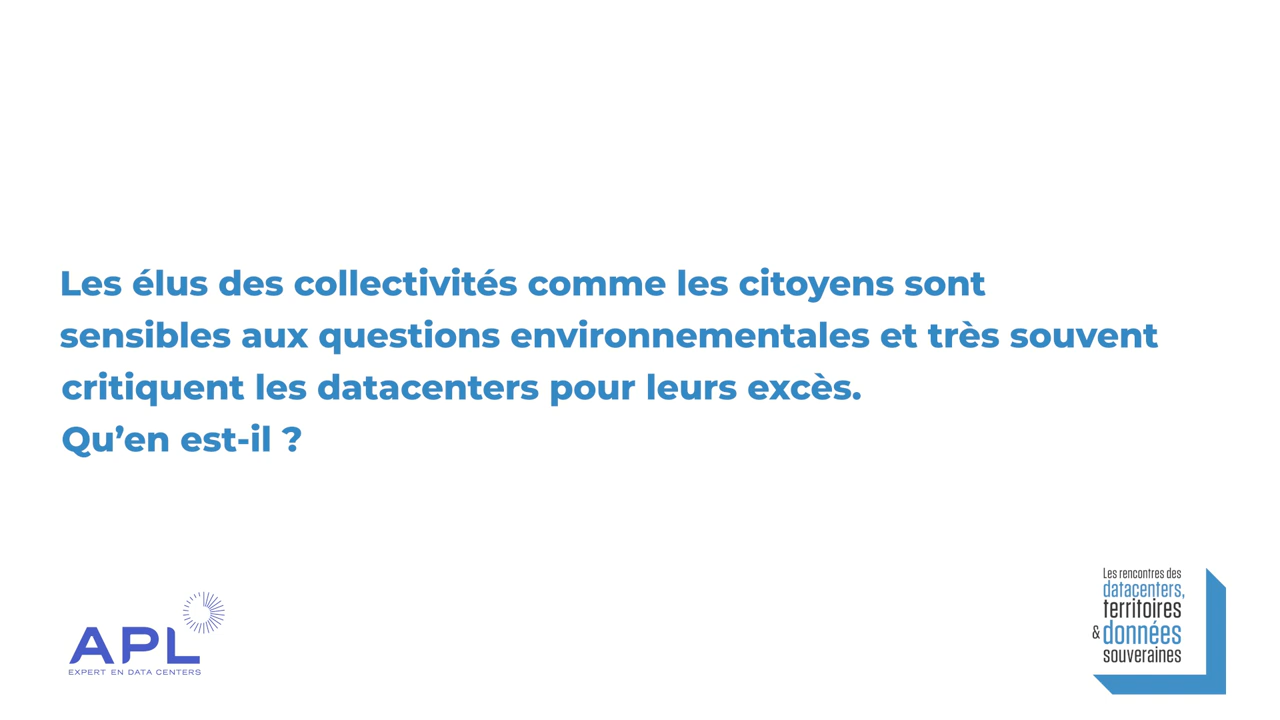 Les élus des collectivités comme les citoyens sont
sensibles aux questions environnementales et très souvent
critiquent les datacenters pour leurs excès.
Qu’en est-il ?
APL
EXPERT EN DATA CENTERS
Les rencontres des
datacenters,
territoires
& données
souveraines